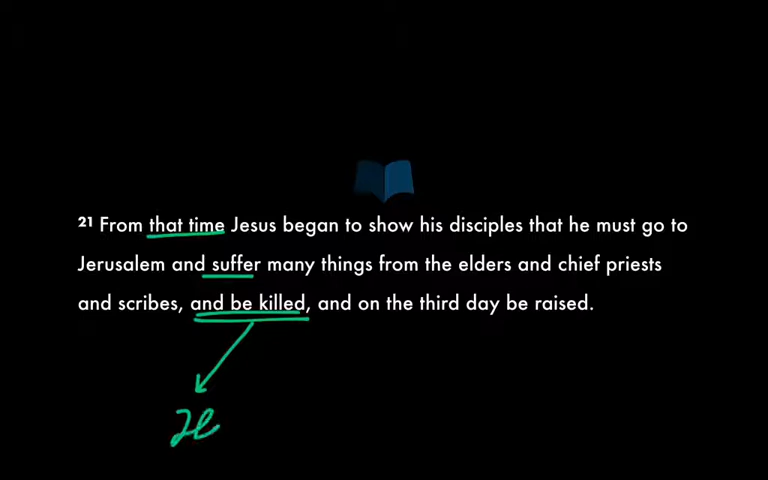 21 From that time Jesus began to show his disciples that he must go to
Jerusalem and suffer many things from the elders and chief priests
and scribes, and be killed, and on the third day be raised.